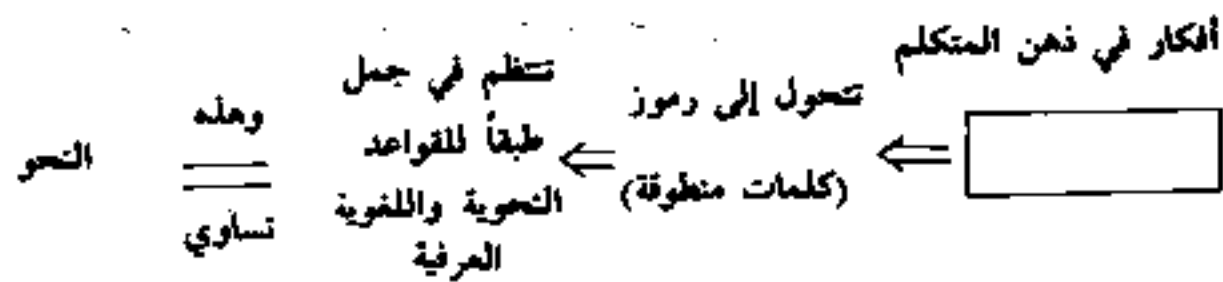 أفكار في ذهن المتكلم
تتحول إلى رموز
(كلمات منطوقة)
تنتظم في جمل
طبقاً للقواعد
النحوية واللغوية
العرفية
وهذه
تساوي
النحو